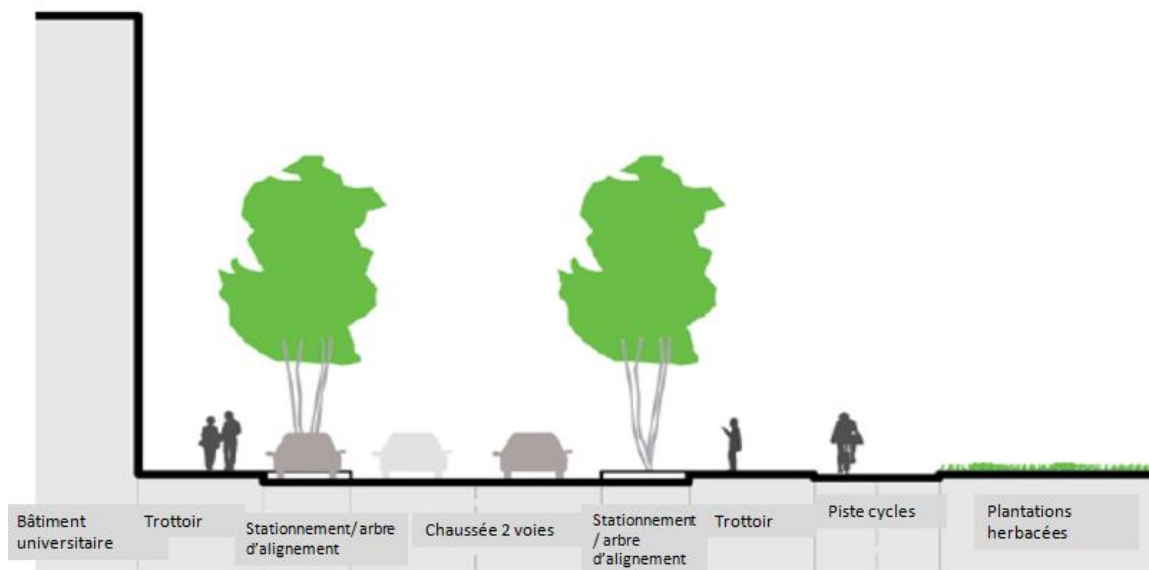 Bâtiment
universitaire
Trottoir
Stationnement/arbre
d'alignement
Chaussée 2 voies
Stationnement
/ arbre
d'alignement
Trottoir
Piste cycles
Plantations
herbacées